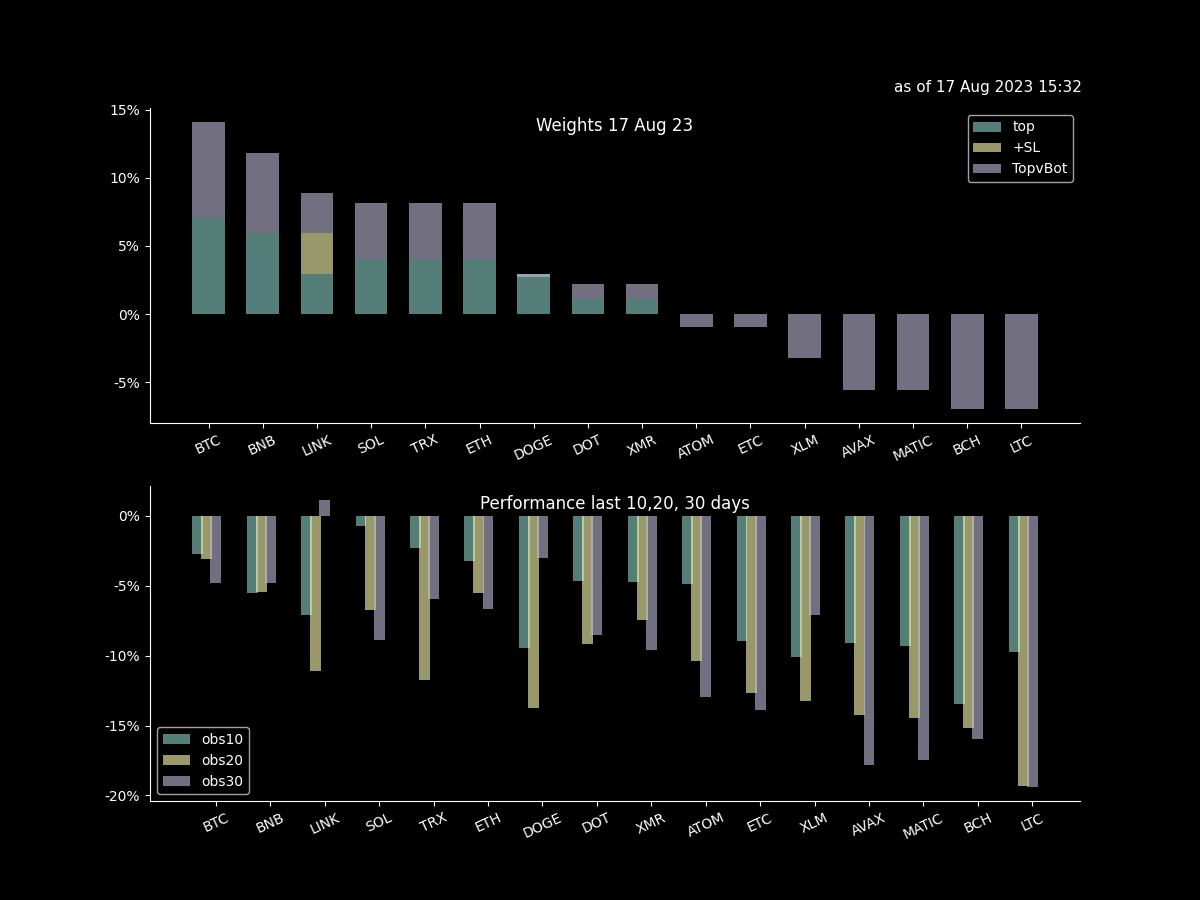 as of 17 Aug 2023 15:32
Weights 17 Aug 23
top
+SL
TopvBot
15%
10%
5%
0%
-5%
BTC BNB LINK SOL TRX ETH DOGE DOT XMR ATOM ETC XLM AVAX MATIC BCH LTC
Performance last 10,20, 30 days
0%
-5%
-10%
-15%
-20%
obs10
obs20
obs30
BTC BNB LINK SOL TRX ETH DOGE DOT XMR ATOM ETC XLM AVAX MATIC BCH LTC